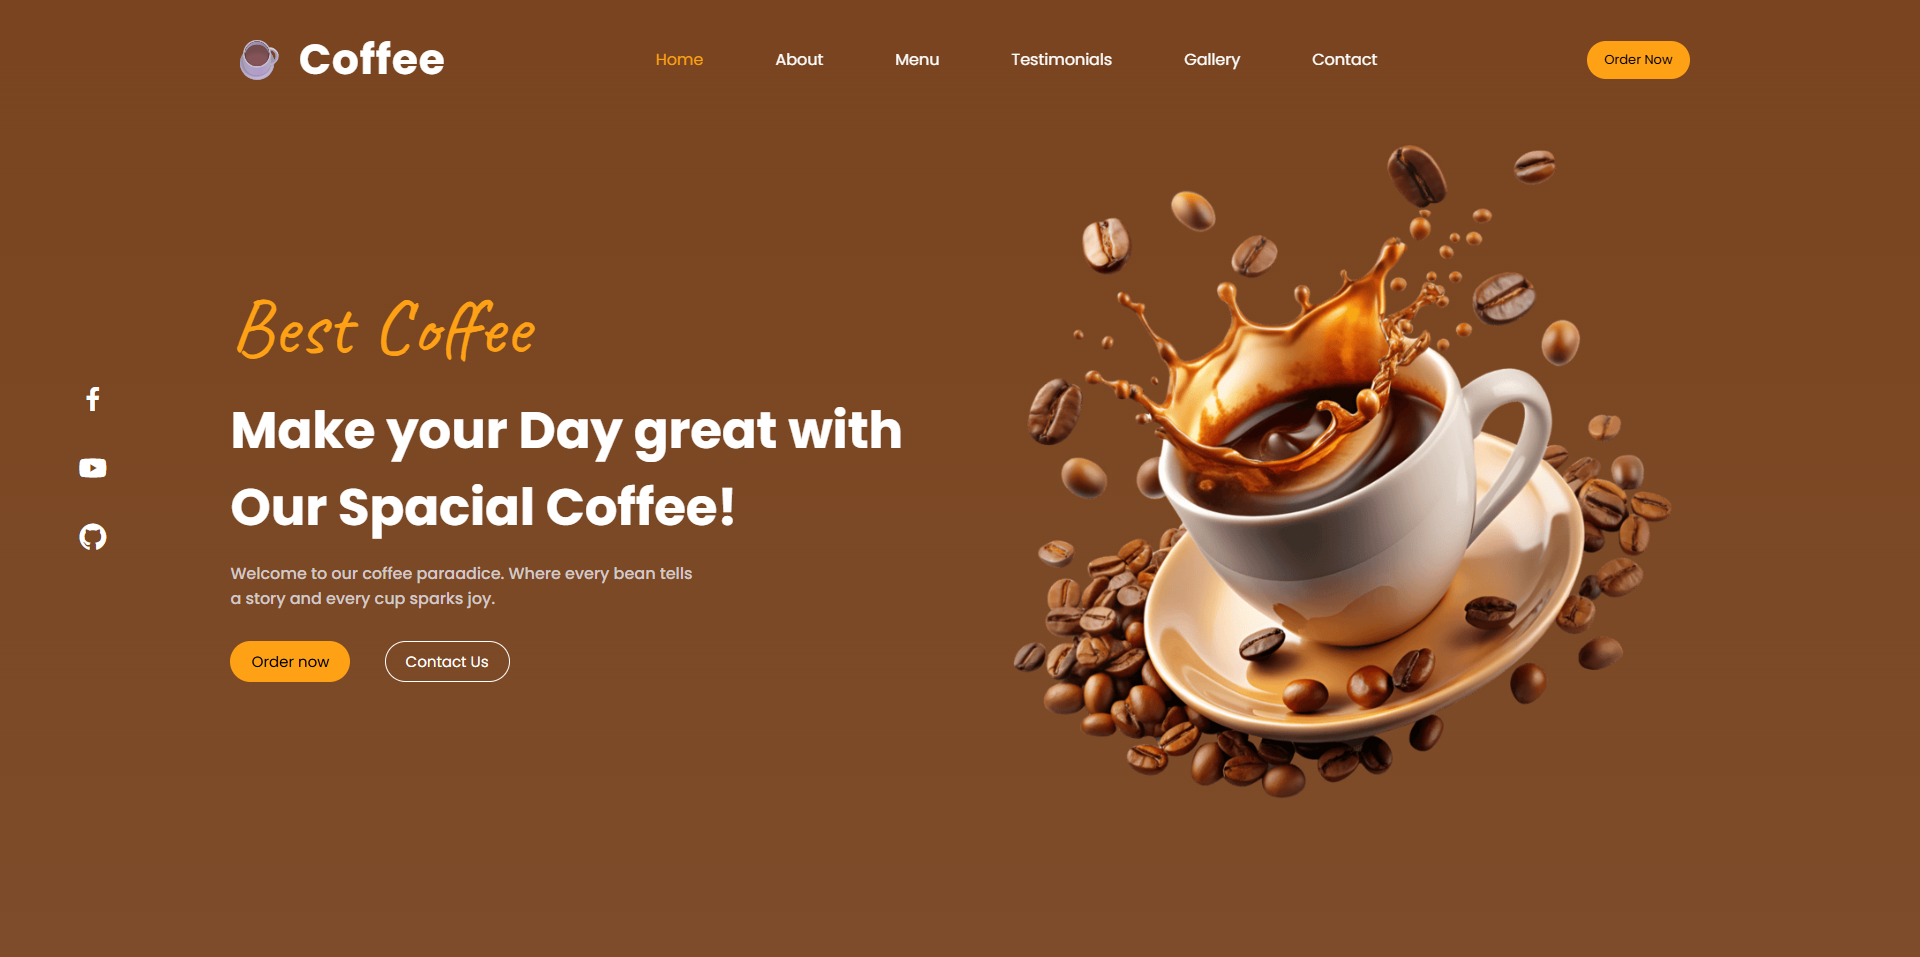 Coffee
Home
About
Menu
Testimonials
Gallery
Contact
Order Now
Best Coffee
Make your Day great with
Our Spacial Coffee!
Welcome to our coffee paraadice. Where every bean tells
a story and every cup sparks joy.
Order now
Contact Us